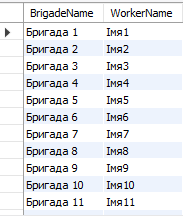 BrigadeName WorkerName
Бригада 1 Імя1
Бригада 2 Імя2
Бригада 3 Імя3
Бригада 4 Імя4
Бригада 5 Імя5
Бригада 6 Імя6
Бригада 7 Імя7
Бригада 8 Імя8
Бригада 9 Імя9
Бригада 10 Імя10
Бригада 11 Імя11